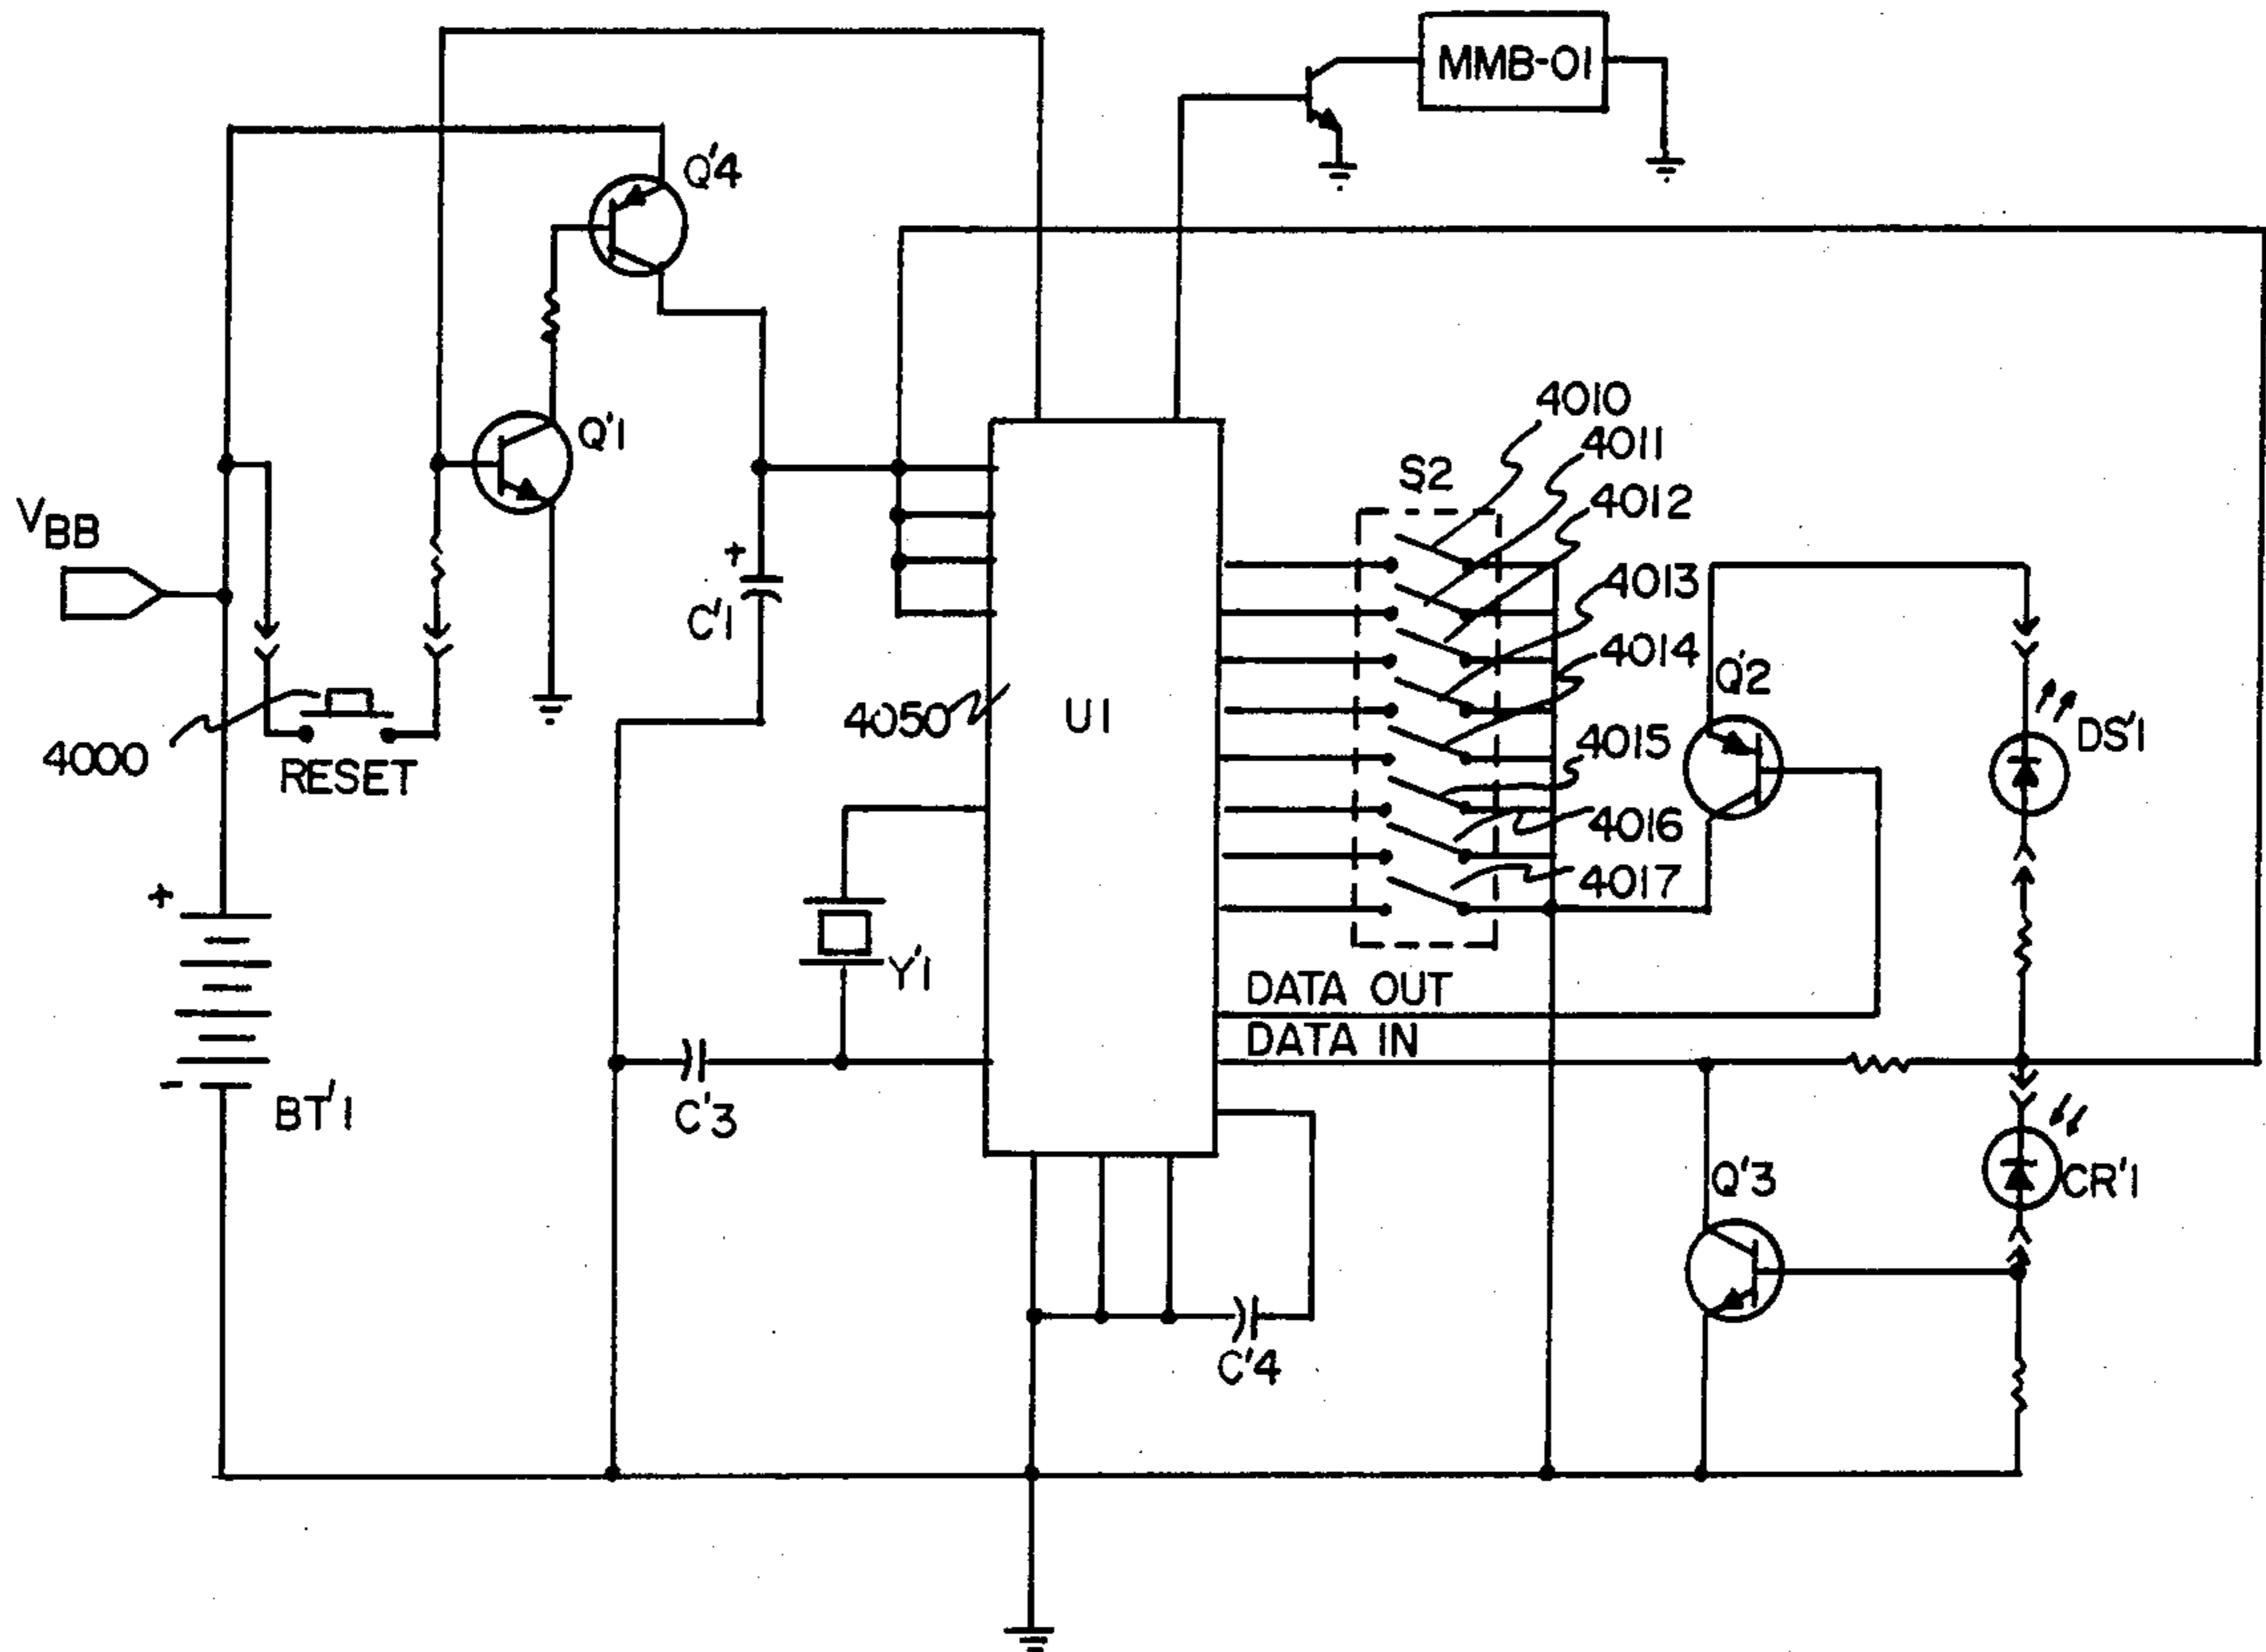 MMB-01
Q'4
4010
4011
Q'1
S2
4012
VBB
+
4013
C'1
4014
Q'2
4050
U1
DS'1
4015
4000
RESET
4016
4017
+
Y'1
DATA OUT
DATA IN
-
BT'1
C'3
Q'3
CR'1
C'4